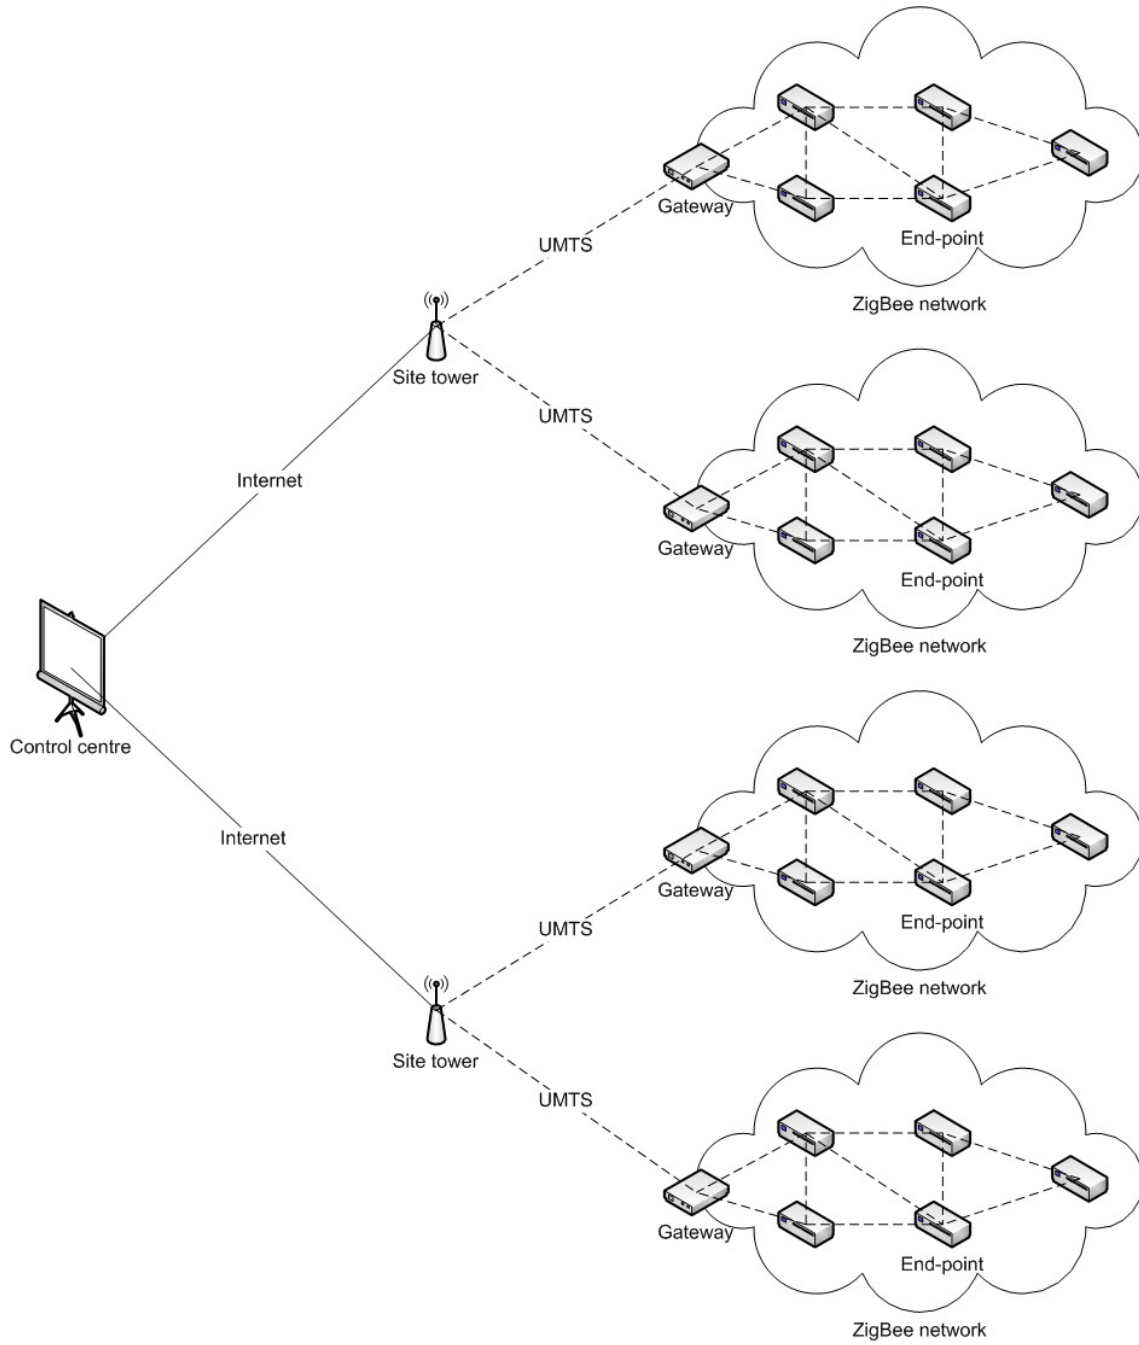 Gateway
End-point
UMTS
ZigBee network
Site tower
UMTS
Internet
Gateway
End-point
ZigBee network
Control centre
Internet
Gateway
End-point
UMTS
ZigBee network
Site tower
UMTS
Gateway
End-point
ZigBee network